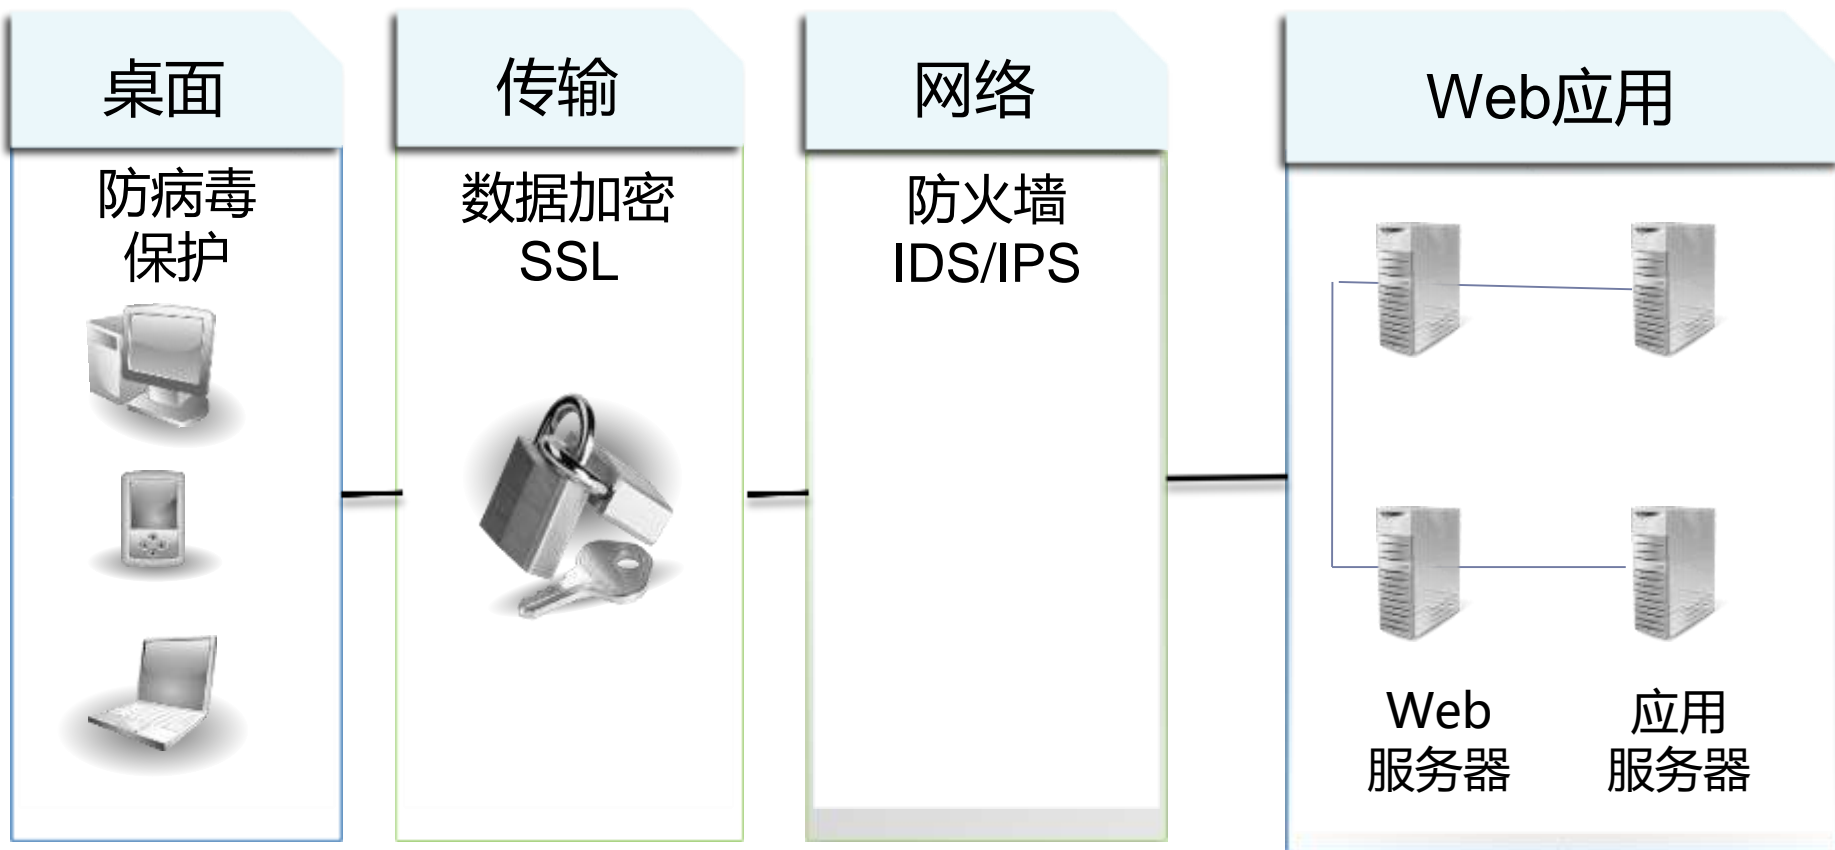 桌面
防病毒
保护
传输
数据加密
SSL
网络
防火墙
IDS/IPS
Web应用
Web
服务器
应用
服务器